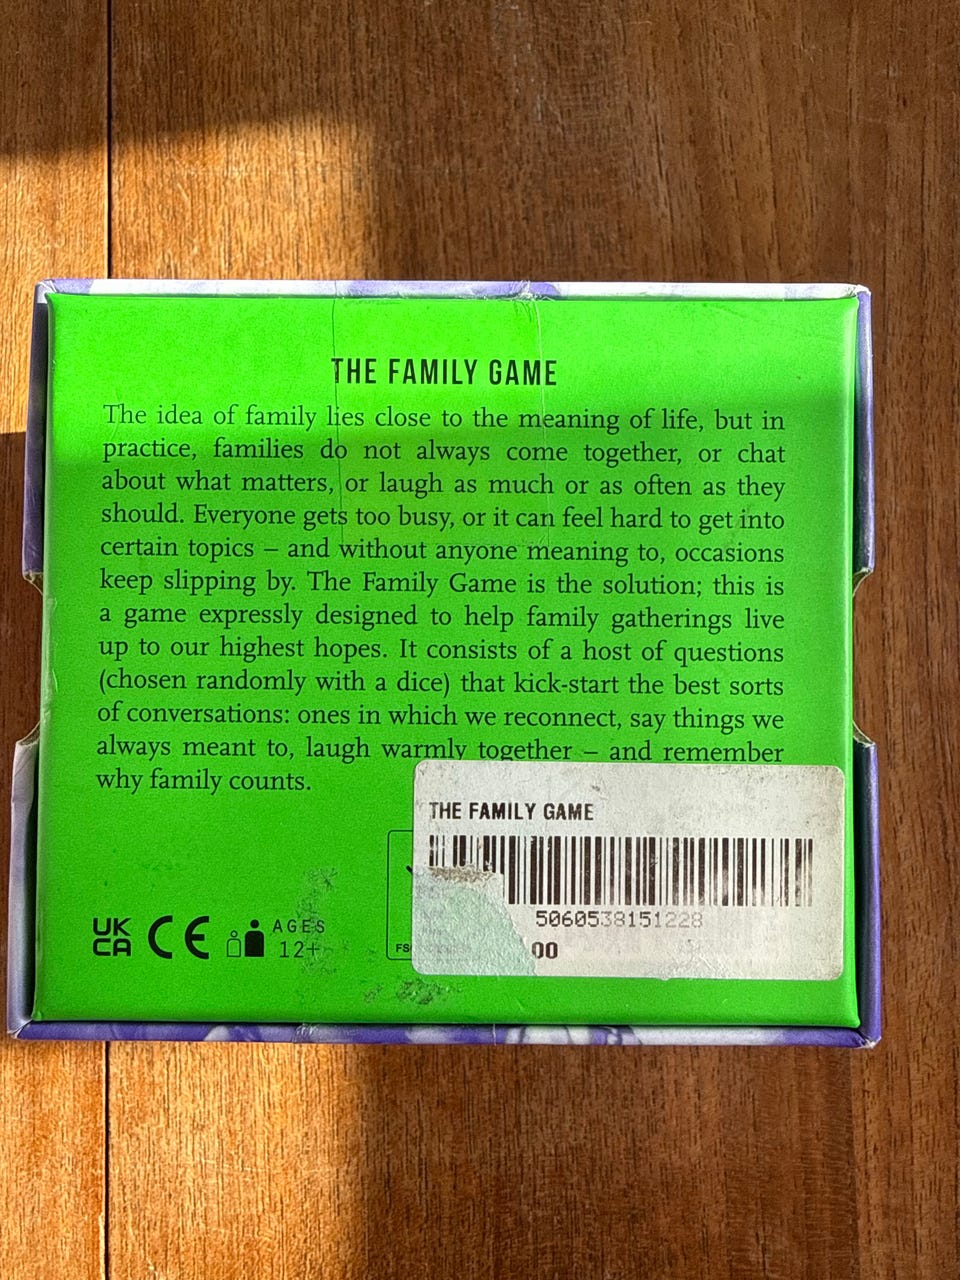 THE FAMILY GAME
The idea of family lies close to the meaning of life, but in
practice, families do not always come together, or chat
about what matters, or laugh as much or as often as they
should. Everyone gets too busy, or it can feel hard to get into
certain topics – and without anyone meaning to, occasions
keep slipping by. The Family Game is the solution; this is
a game expressly designed to help family gatherings live
up to our highest hopes. It consists of a host of questions
(chosen randomly with a dice) that kick-start the best sorts
of conversations: ones in which we reconnect, say things we
always meant to, laugh warmly together – and remember
why family counts.
THE FAMILY GAME
5060538151228
00
UK
CA CE AGES
12+